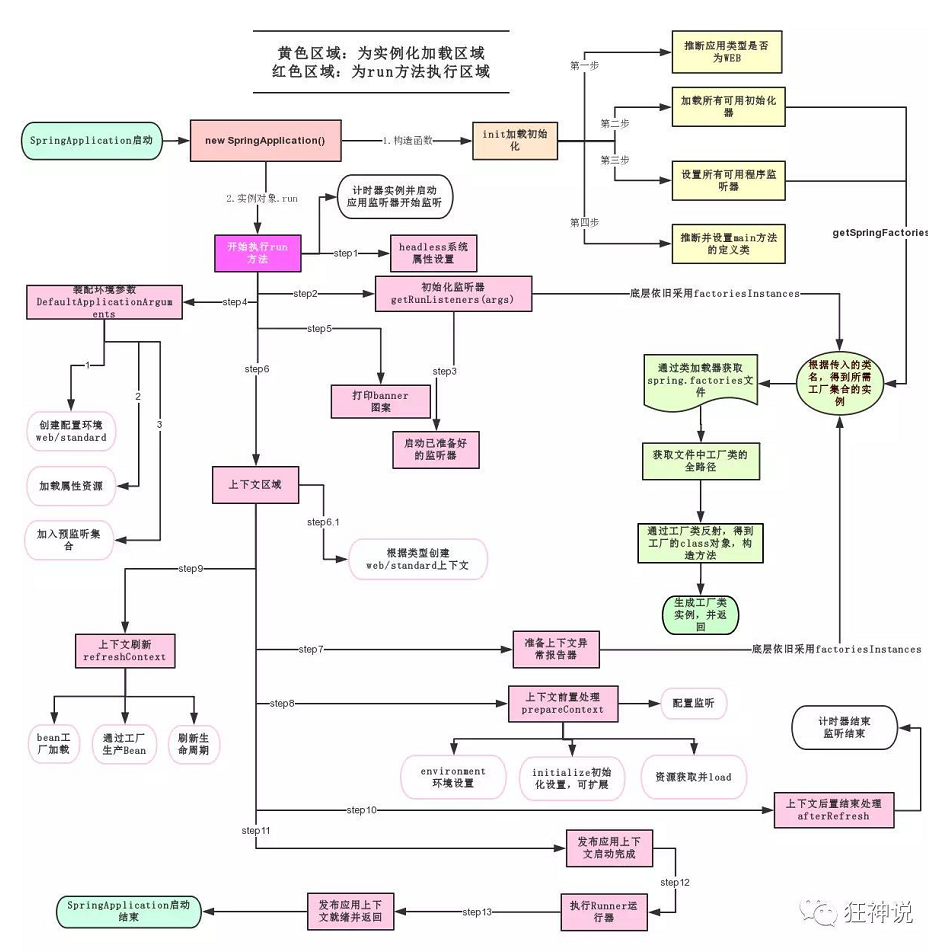 黄色区域：为实例化加载区域
红色区域：为run方法执行区域
SpringApplication启动
new SpringApplication()
1.构造函数
init加载初始
化
第一步
推断应用类型是否
为WEB
第二步
加载所有可用初始化
器
第三步
设置所有可用程序监
听器
第四步
推断并设置main方法
的定义类
getSpringFactories
2.实例对象.run
计时器实例并启动
应用监听器开始监听
开始执行run
方法
step1
headless系统
属性设置
step2
初始化监听器
getRunListeners(args)
底层依旧采用factoriesInstances
step4
装配环境参数
DefaultApplicationArgum
ents
step5
step3
step6
1
2
3
打印banner
图案
启动已准备好
的监听器
通过类加载器获取
spring.factories文
件
根据传入的类
名，得到所需
工厂集合的实
例
创建配置环境
web/standard
加载属性资源
加入预监听集
合
获取文件中工厂类的
全路径
上下文区域
step6.1
根据类型创建
web/standard上下文
通过工厂类反射，得到
工厂的class对象，构
造方法
生成工厂类
实例，并返
回
step9
上下文刷新
refreshContext
step7
准备上下文异
常报告器
底层依旧采用factoriesInstances
bean工
厂加载
通过工厂
生产Bean
刷新生
命周期
step8
上下文前置处理
prepareContext
配置监听
environment
环境设置
initialize初始
化设置，可扩展
资源获取并load
计时器结束
监听结束
step10
上下文后置结束处理
afterRefresh
step11
发布应用上下
文启动完成
step12
执行Runner运
行器
step13
发布应用上下
文就绪并返回
SpringApplication启动
结束
狂神说